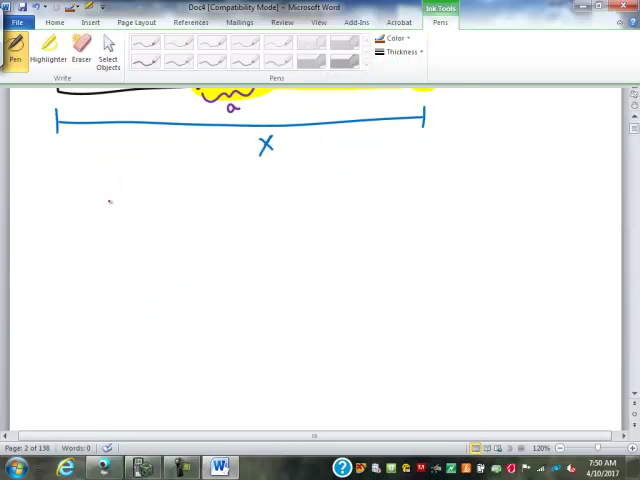 Doc4 [Compatibility Mode] - Microsoft Word
Ink Tools
File Home Insert Page Layout References Mailings Review View Add-Ins Acrobat Pens
Pen Highlighter Eraser Select Objects
Color
Thickness
Write
Pens
a
X
Page: 2 of 138 Words: 0
120%
7:50 AM
4/10/2017